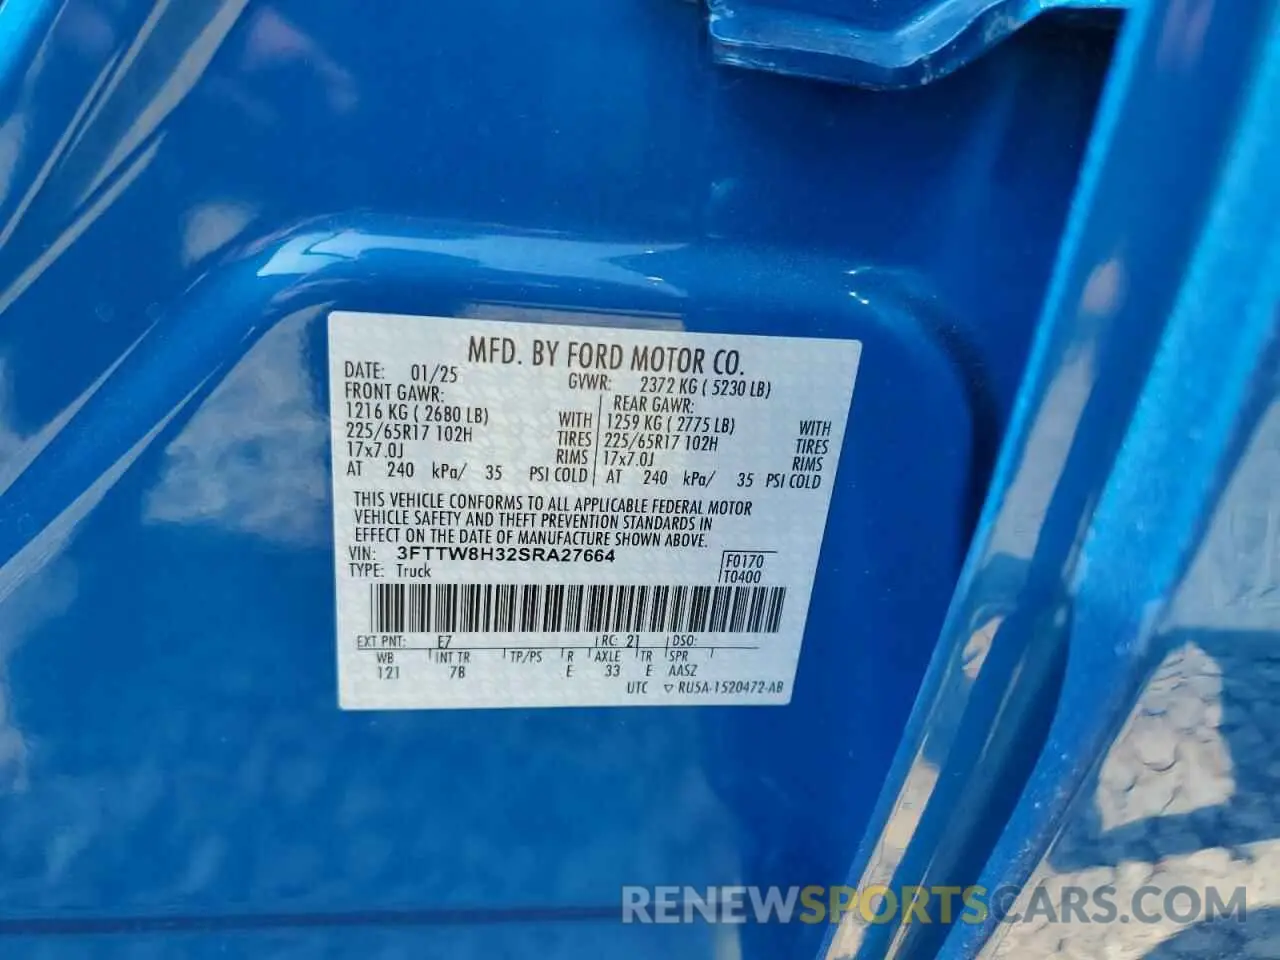 MFD. BY FORD MOTOR CO.
DATE: 01/25
GVWR: 2372 KG ( 5230 LB)
FRONT GAWR:
1216 KG ( 2680 LB) WITH
225/65R17 102H TIRES
17x7.0J RIMS
AT 240 kPa/ 35 PSI COLD
REAR GAWR:
1259 KG ( 2775 LB) WITH
225/65R17 102H TIRES
17x7.0J RIMS
AT 240 kPa/ 35 PSI COLD
THIS VEHICLE CONFORMS TO ALL APPLICABLE FEDERAL MOTOR
VEHICLE SAFETY AND THEFT PREVENTION STANDARDS IN
EFFECT ON THE DATE OF MANUFACTURE SHOWN ABOVE.
VIN: 3FTTW8H32SRA27664
TYPE: Truck
F0170
T0400
EXT PNT: E7 RC: 21 DSO:
WB INT TR TP/PS R AXLE TR SPR
121 7B E 33 E AASZ
UTC ▽ RU5A-1520472-AB
RENEWSPORTSCARS.COM